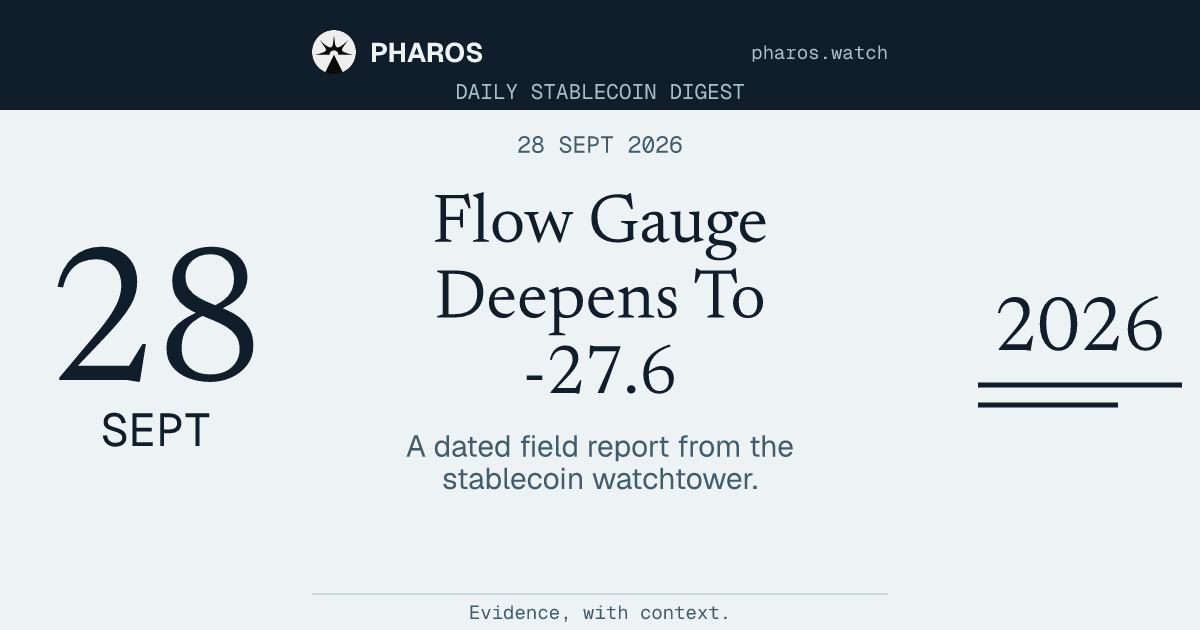 PHAROS
pharos.watch
DAILY STABLECOIN DIGEST
28 SEPT 2026
Flow Gauge
Deepens To
-27.6
28
SEPT
2026
A dated field report from the
stablecoin watchtower.
Evidence, with context.